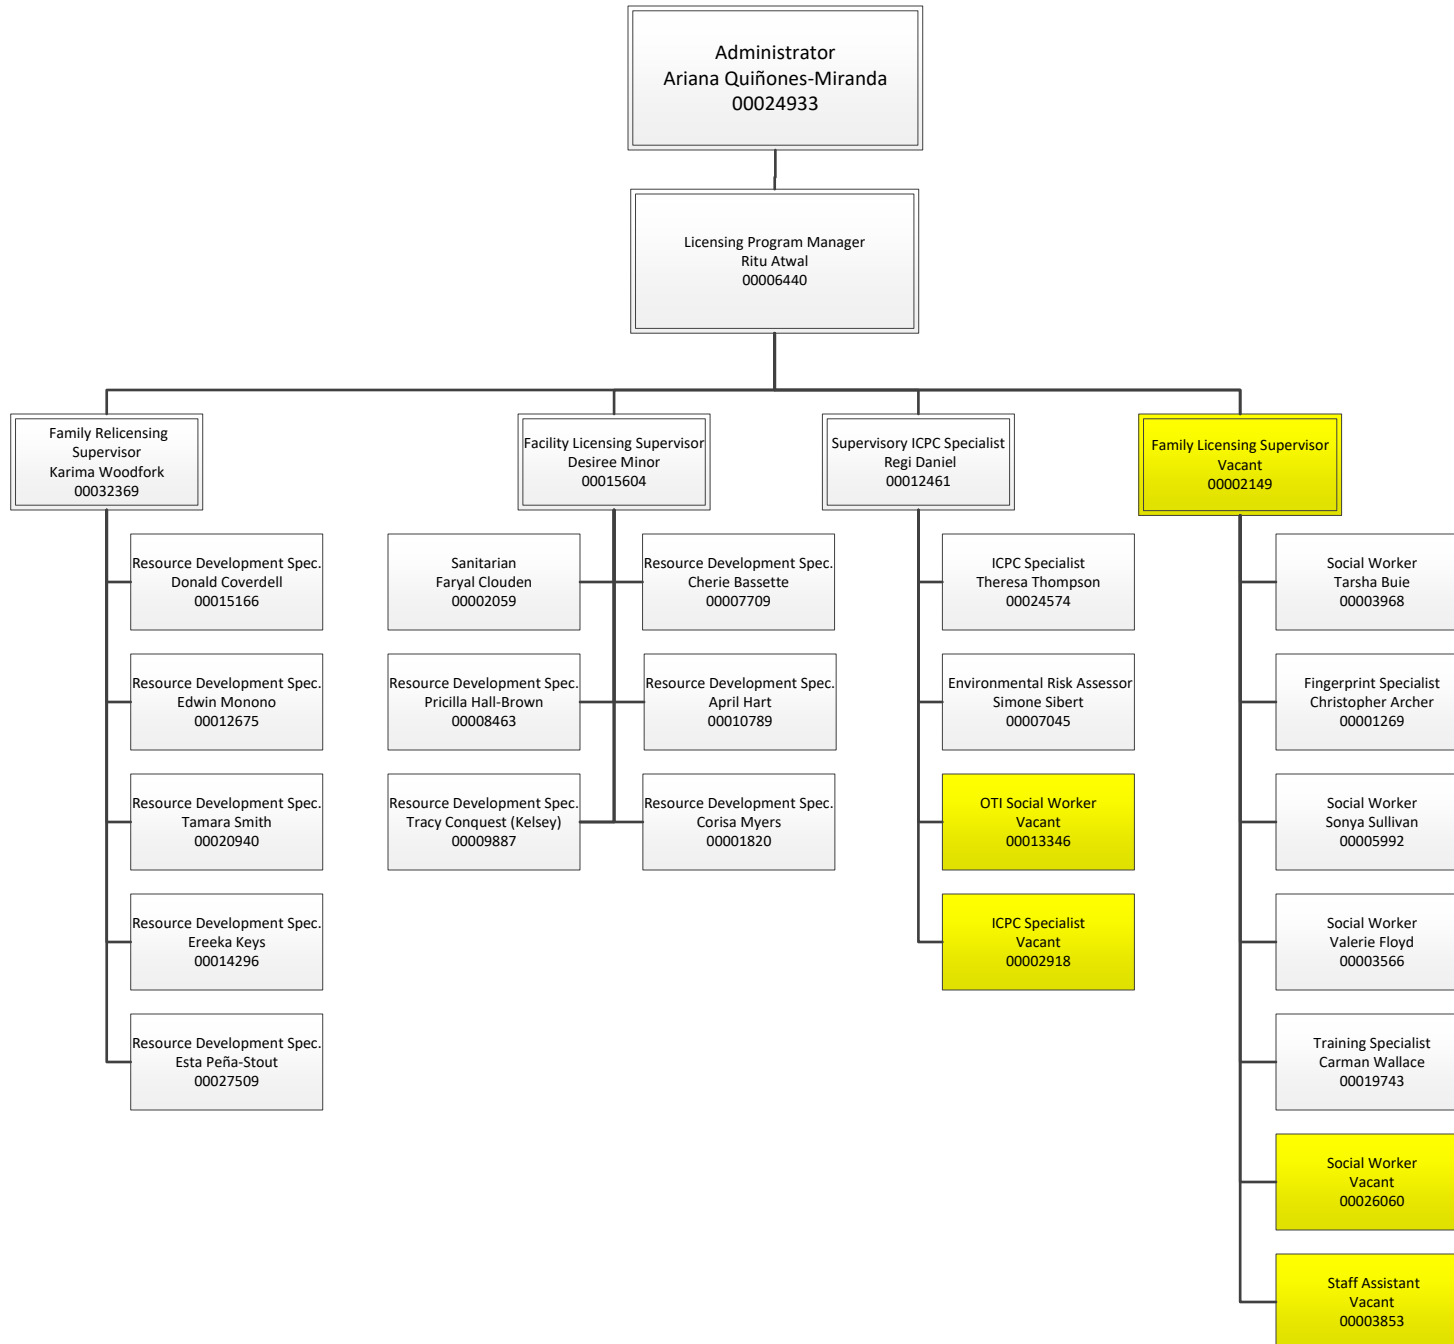 Administrator
Ariana Quiñones-Miranda
00024933
Licensing Program Manager
Ritu Atwal
00006440
Family Relicensing
Supervisor
Karima Woodfork
00032369
Facility Licensing Supervisor
Desiree Minor
00015604
Supervisory ICPC Specialist
Regi Daniel
00012461
Family Licensing Supervisor
Vacant
00002149
Resource Development Spec.
Donald Coverdell
00015166
Resource Development Spec.
Edwin Monono
00012675
Resource Development Spec.
Tamara Smith
00020940
Resource Development Spec.
Ereeka Keys
00014296
Resource Development Spec.
Esta Peña-Stout
00027509
Sanitarian
Faryal Clouden
00002059
Resource Development Spec.
Pricilla Hall-Brown
00008463
Resource Development Spec.
Tracy Conquest (Kelsey)
00009887
Resource Development Spec.
Cherie Bassette
00007709
Resource Development Spec.
April Hart
00010789
Resource Development Spec.
Corisa Myers
00001820
ICPC Specialist
Theresa Thompson
00024574
Environmental Risk Assessor
Simone Sibert
00007045
OTI Social Worker
Vacant
00013346
ICPC Specialist
Vacant
00002918
Social Worker
Tarsha Buie
00003968
Fingerprint Specialist
Christopher Archer
00001269
Social Worker
Sonya Sullivan
00005992
Social Worker
Valerie Floyd
00003566
Training Specialist
Carman Wallace
00019743
Social Worker
Vacant
00026060
Staff Assistant
Vacant
00003853